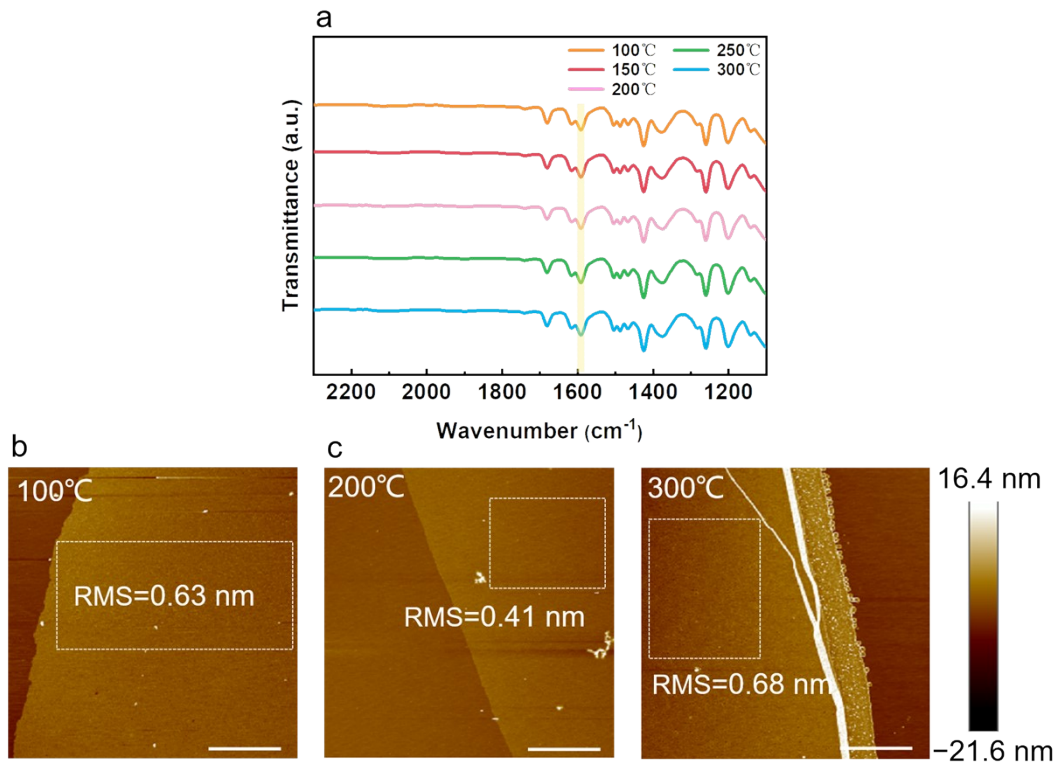 a
100℃ 250℃
150℃ 300℃
200℃
Transmittance (a.u.)
2200 2000 1800 1600 1400 1200
Wavenumber (cm⁻¹)
b
c
100℃
RMS=0.63 nm
200℃
RMS=0.41 nm
300℃
RMS=0.68 nm
16.4 nm
−21.6 nm